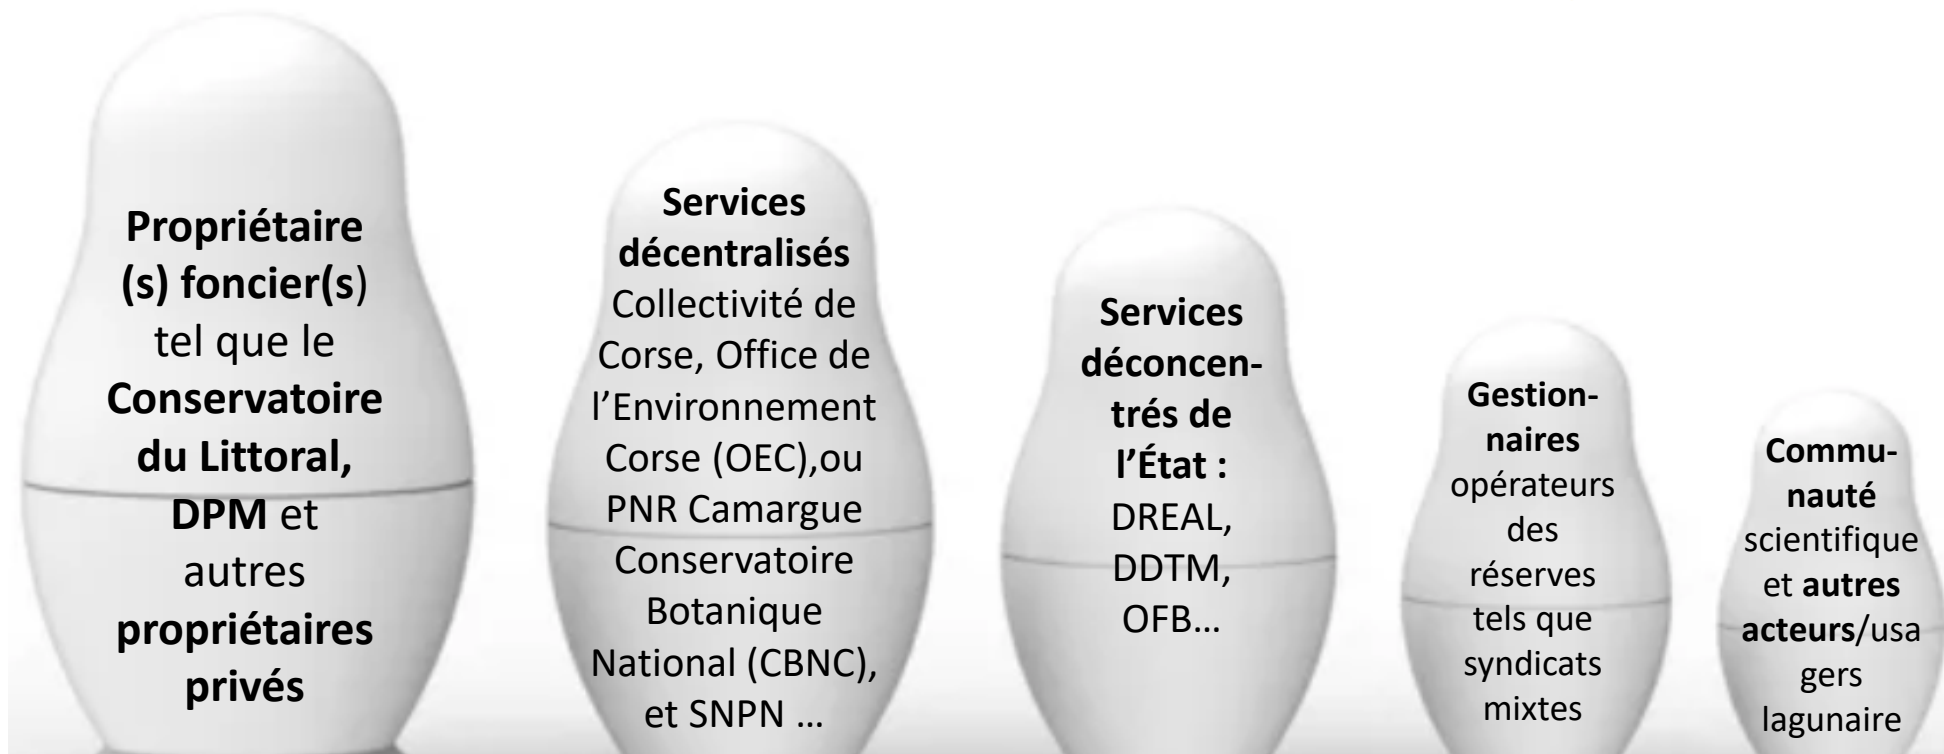 Propriétaire
(s) foncier(s)
tel que le
Conservatoire
du Littoral,
DPM et
autres
propriétaires
privés
Services
décentralisés
Collectivité de
Corse, Office de
l’Environnement
Corse (OEC),ou
PNR Camargue
Conservatoire
Botanique
National (CBNC),
et SNPN ...
Services
déconcen-
trés de
l’État :
DREAL,
DDTM,
OFB...
Gestion-
naires
opérateurs
des
réserves
tels que
syndicats
mixtes
Commu-
nauté
scientifique
et autres
acteurs/usa
gers
lagunaire